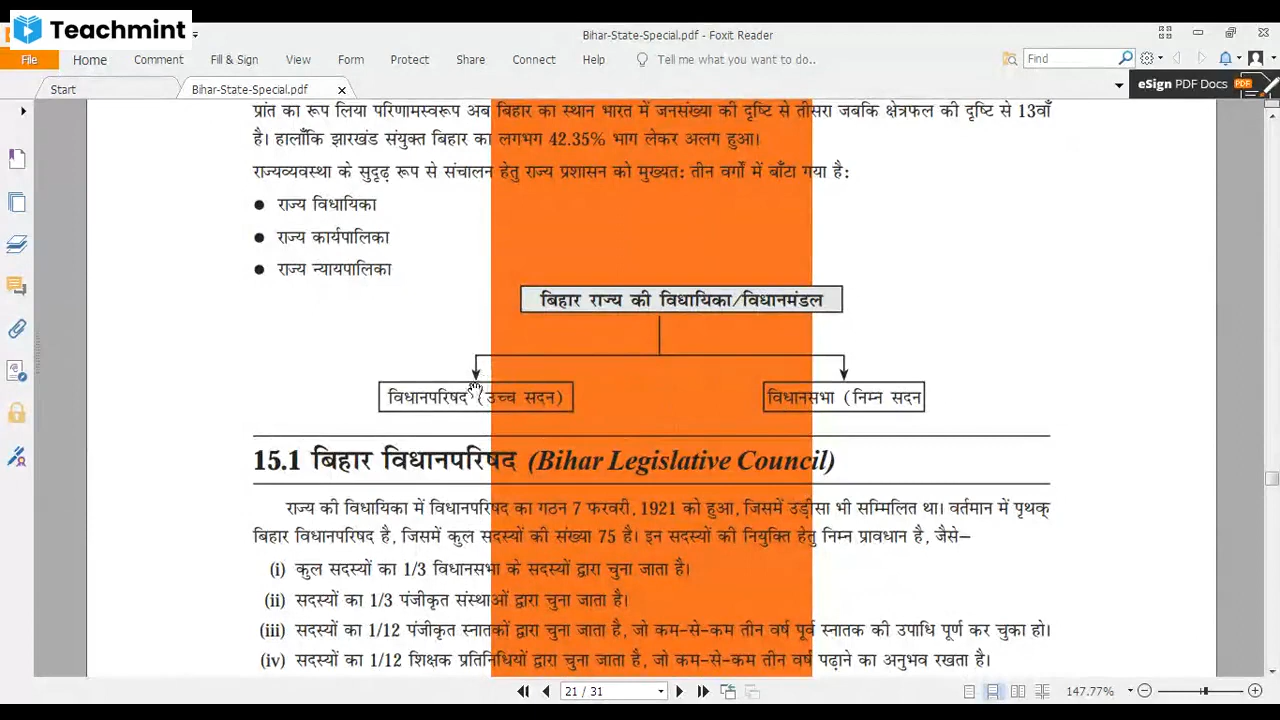 Teachmint
Bihar-State-Special.pdf - Foxit Reader
File Home Comment Fill & Sign View Form Protect Share Connect Help Tell me what you want to do.. Find
Start Bihar-State-Special.pdf eSign PDF Docs PDF
प्रांत का रूप लिया परिणामस्वरूप अब बिहार का स्थान भारत में जनसंख्या की दृष्टि से तीसरा जबकि क्षेत्रफल की दृष्टि से 13वाँ
है। हालाँकि झारखंड संयुक्त बिहार का लगभग 42.35% भाग लेकर अलग हुआ।
राज्यव्यवस्था के सुदृढ़ रूप से संचालन हेतु राज्य प्रशासन को मुख्यत: तीन वर्गों में बाँटा गया है:
● राज्य विधायिका
● राज्य कार्यपालिका
● राज्य न्यायपालिका
बिहार राज्य की विधायिका/विधानमंडल
विधानपरिषद (उच्च सदन) विधानसभा (निम्न सदन
15.1 बिहार विधानपरिषद (Bihar Legislative Council)
राज्य की विधायिका में विधानपरिषद का गठन 7 फरवरी, 1921 को हुआ, जिसमें उड़ीसा भी सम्मिलित था। वर्तमान में पृथक्
बिहार विधानपरिषद है, जिसमें कुल सदस्यों की संख्या 75 है। इन सदस्यों की नियुक्ति हेतु निम्न प्रावधान है, जैसे–
(i) कुल सदस्यों का 1/3 विधानसभा के सदस्यों द्वारा चुना जाता है।
(ii) सदस्यों का 1/3 पंजीकृत संस्थाओं द्वारा चुना जाता है।
(iii) सदस्यों का 1/12 पंजीकृत स्नातकों द्वारा चुना जाता है, जो कम-से-कम तीन वर्ष पूर्व स्नातक की उपाधि पूर्ण कर चुका हो।
(iv) सदस्यों का 1/12 शिक्षक प्रतिनिधियों द्वारा चुना जाता है, जो कम-से-कम तीन वर्ष पढ़ाने का अनुभव रखता है।
21 / 31 147.77%